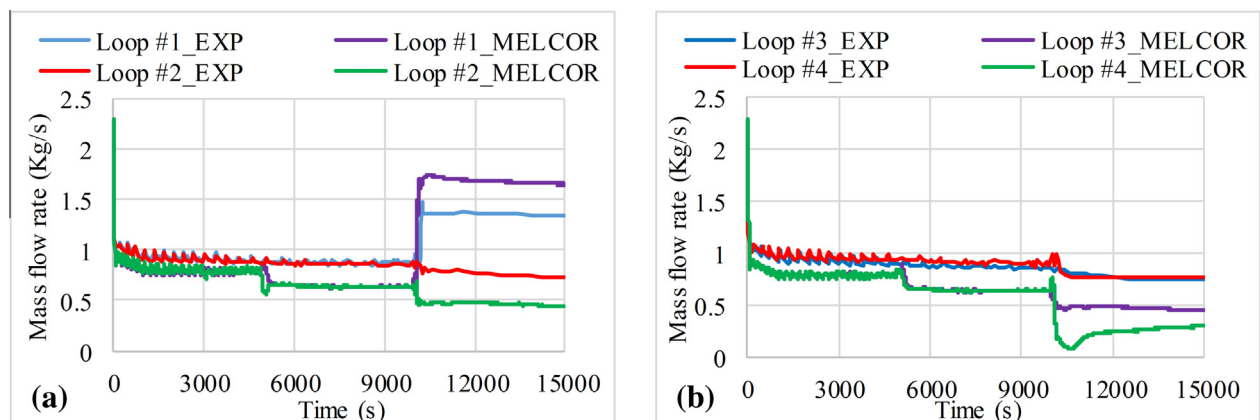 Loop #1_EXP
Loop #1_MELCOR
Loop #2_EXP
Loop #2_MELCOR
Mass flow rate (Kg/s)
2.5
2
1.5
1
0.5
0
0
3000
6000
9000
12000
15000
Time (s)
(a)
Loop #3_EXP
Loop #3_MELCOR
Loop #4_EXP
Loop #4_MELCOR
Mass flow rate (Kg/s)
2.5
2
1.5
1
0.5
0
0
3000
6000
9000
12000
15000
Time (s)
(b)